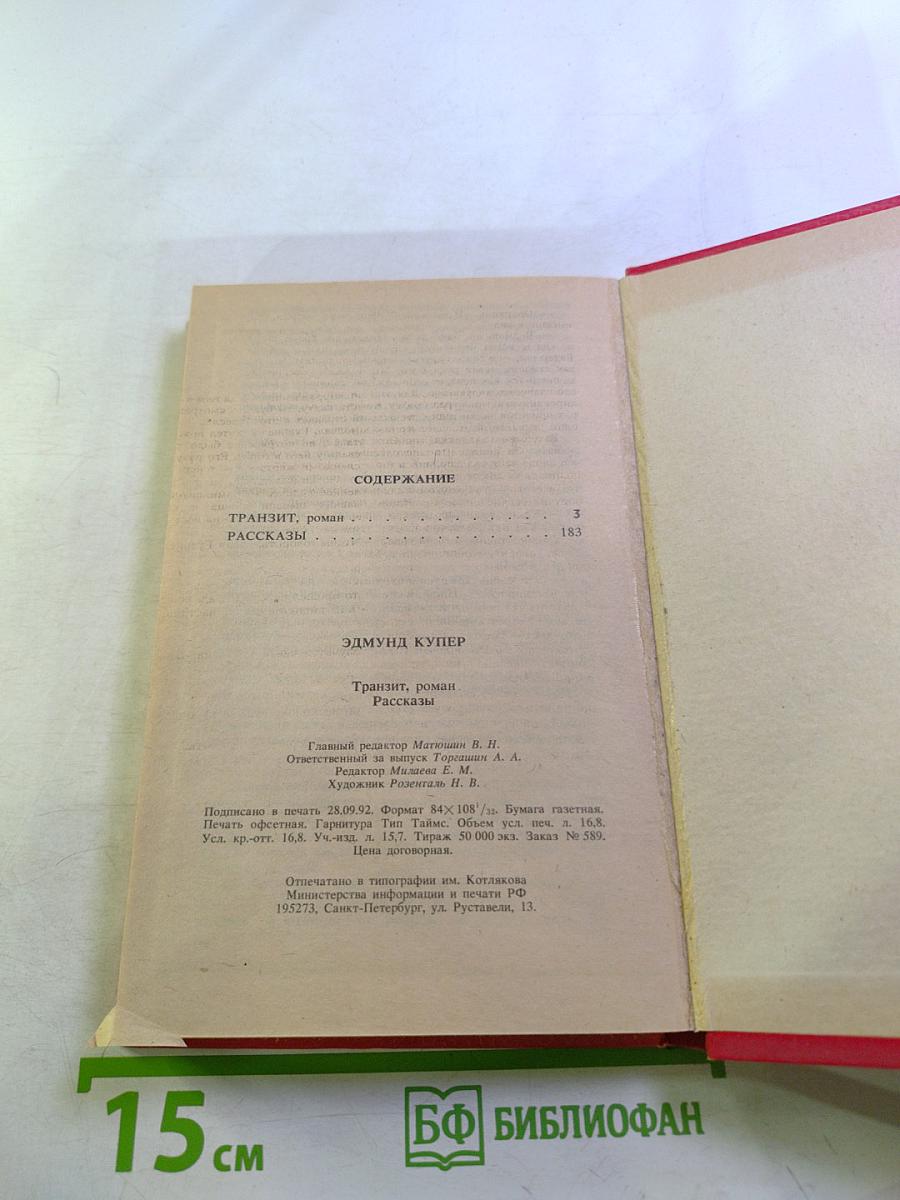 СОДЕРЖАНИЕ
ТРАНЗИТ, роман . . . . . . . . . . . . 3
РАССКАЗЫ . . . . . . . . . . . . . . 183
ЭДМУНД КУПЕР
Транзит, роман
Рассказы
Главный редактор Матюшин В. Н.
Ответственный за выпуск Торгашин А. А.
Редактор Милаева Е. М.
Художник Розенталь Н. В.
Подписано в печать 28.09.92. Формат 84×108¹/₃₂. Бумага газетная.
Печать офсетная. Гарнитура Тип Таймс. Объем усл. печ. л. 16,8.
Усл. кр.-отт. 16,8. Уч.-изд. л. 15,7. Тираж 50 000 экз. Заказ № 589.
Цена договорная.
Отпечатано в типографии им. Котлякова
Министерства информации и печати РФ
195273, Санкт-Петербург, ул. Руставели, 13.
15 см
БФ БИБЛИОФАН